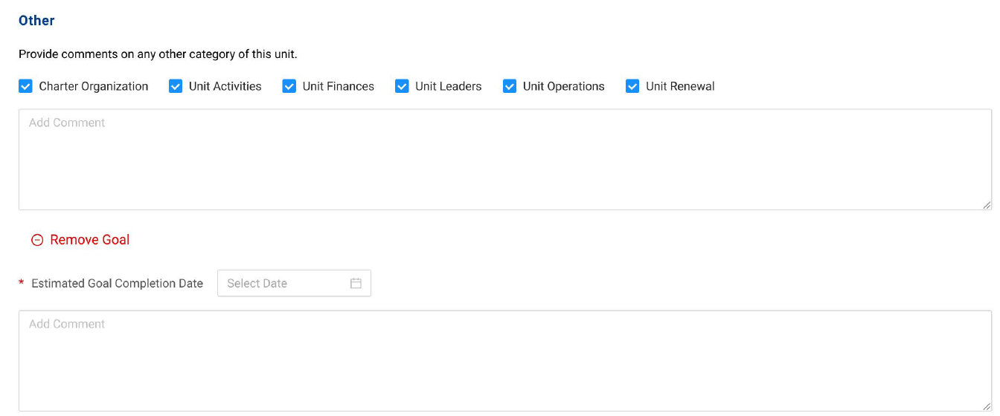 Other
Provide comments on any other category of this unit.
Charter Organization Unit Activities Unit Finances Unit Leaders Unit Operations Unit Renewal
Add Comment
Remove Goal
* Estimated Goal Completion Date Select Date
Add Comment